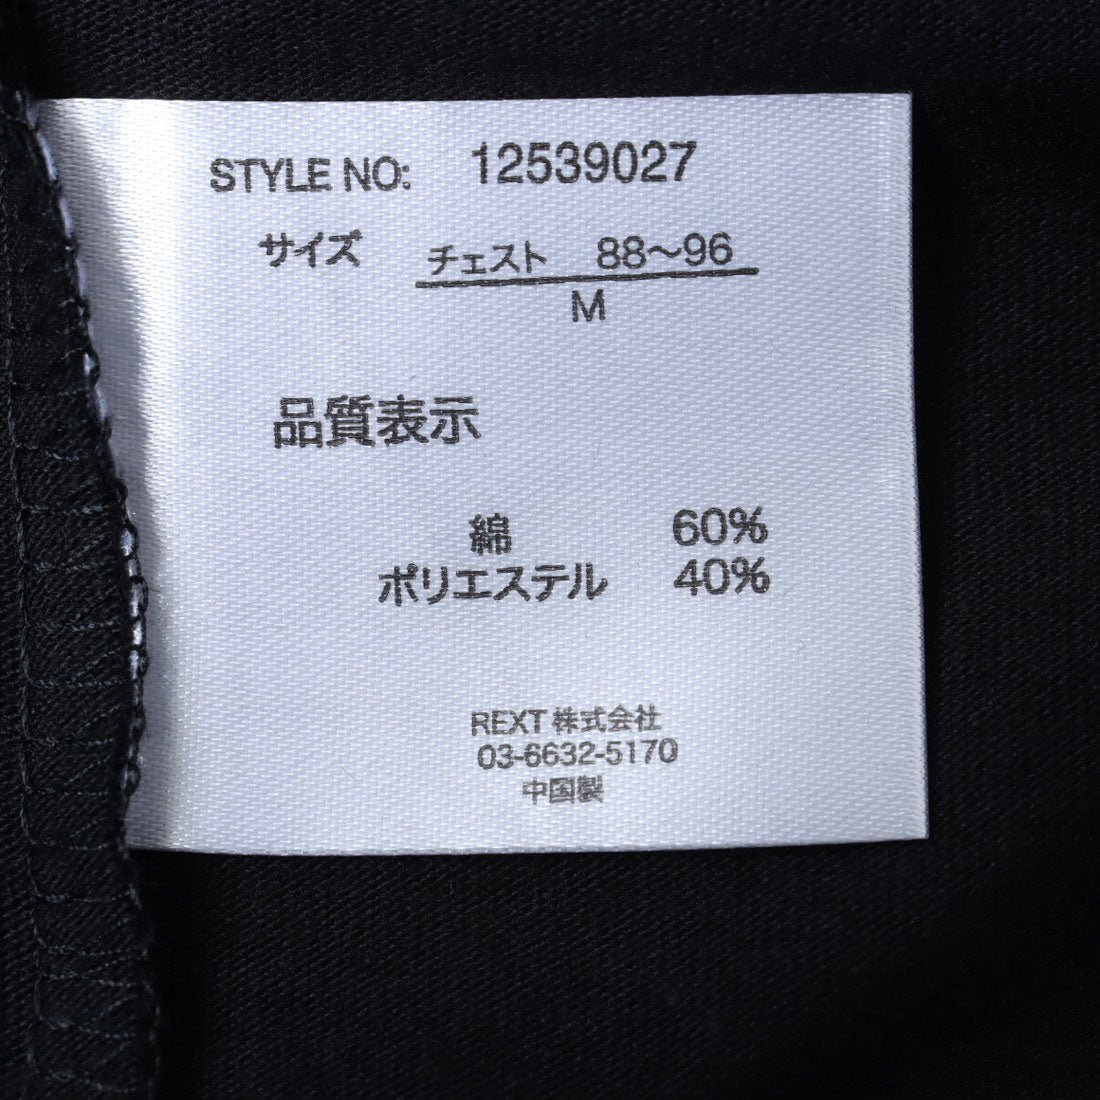 STYLE NO: 12539027
サイズ チェスト 88～96
M
品質表示
綿 60%
ポリエステル 40%
REXT 株式会社
03-6632-5170
中国製